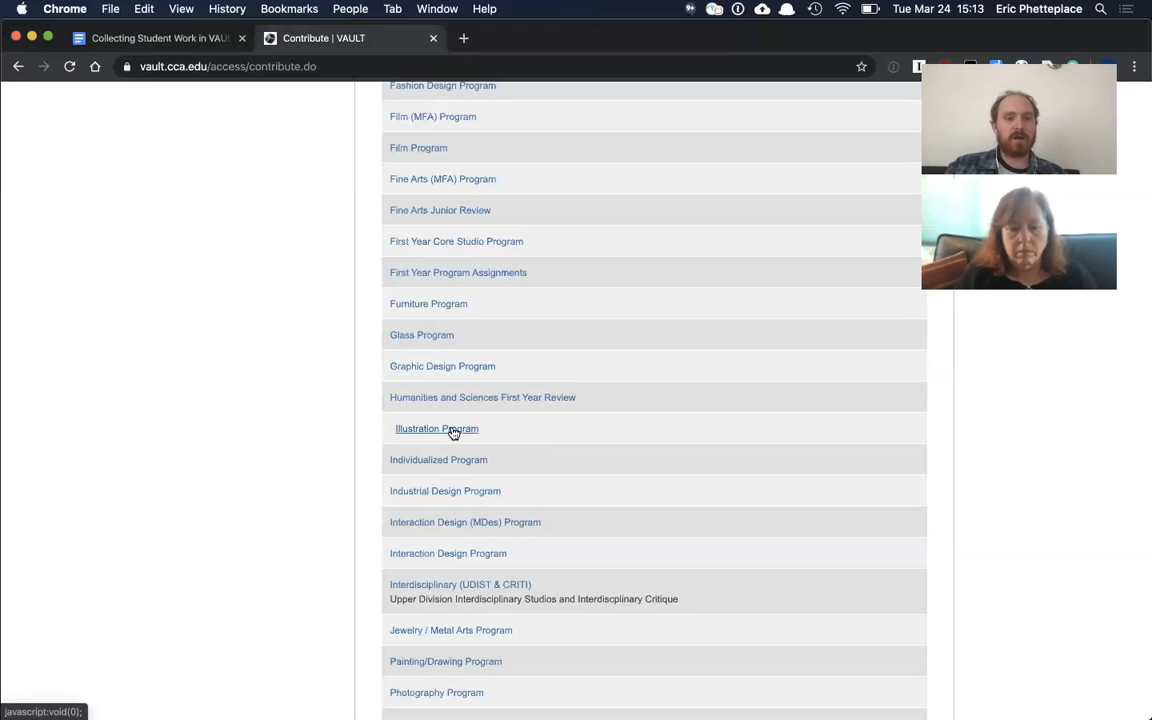 Chrome File Edit View History Bookmarks People Tab Window Help Tue Mar 24 15:13 Eric Phetteplace
Collecting Student Work in VAU Contribute | VAULT
vault.cca.edu/access/contribute.do
Fashion Design Program
Film (MFA) Program
Film Program
Fine Arts (MFA) Program
Fine Arts Junior Review
First Year Core Studio Program
First Year Program Assignments
Furniture Program
Glass Program
Graphic Design Program
Humanities and Sciences First Year Review
Illustration Program
Individualized Program
Industrial Design Program
Interaction Design (MDes) Program
Interaction Design Program
Interdisciplinary (UDIST & CRITI)
Upper Division Interdisciplinary Studios and Interdiscplinary Critique
Jewelry / Metal Arts Program
Painting/Drawing Program
Photography Program
javascript:void(0);